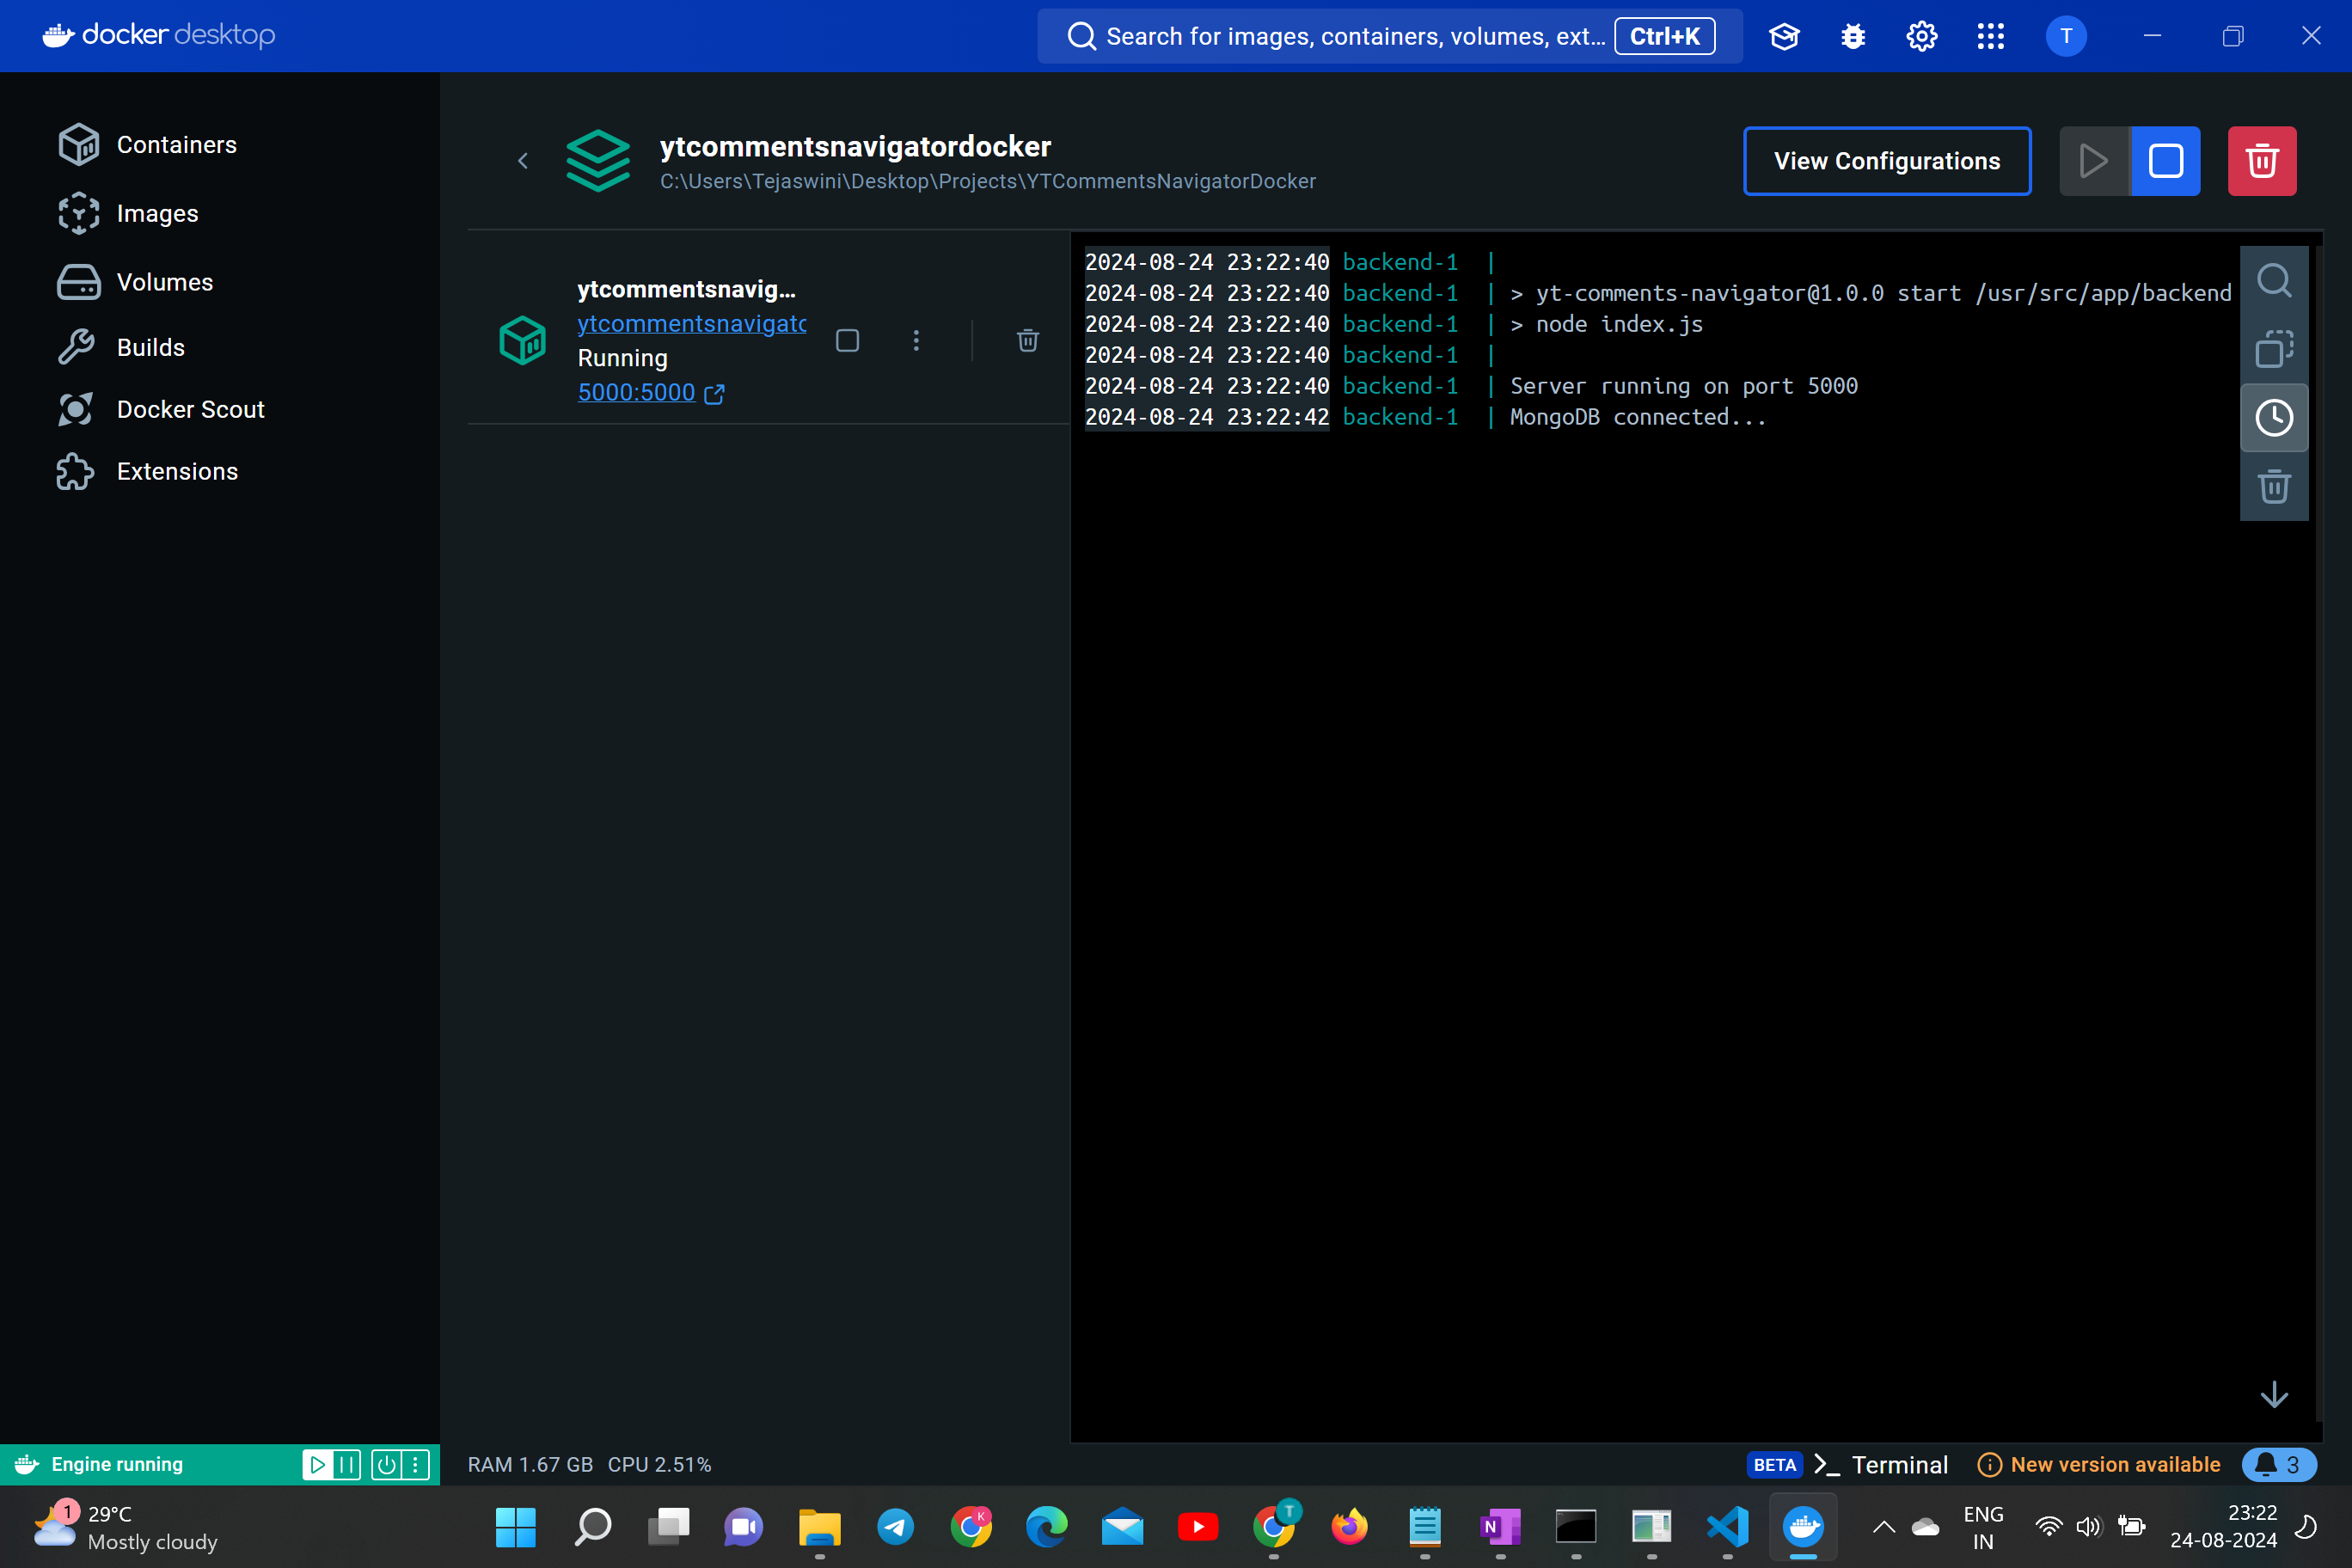 docker desktop
Search for images, containers, volumes, ext... Ctrl+K
T
Containers
Images
Volumes
Builds
Docker Scout
Extensions
ytcommentsnavigatordocker
C:\Users\Tejaswini\Desktop\Projects\YTCommentsNavigatorDocker
View Configurations
ytcommentsnavig...
ytcommentsnavigatc
Running
5000:5000
2024-08-24 23:22:40 backend-1 |
2024-08-24 23:22:40 backend-1 | > yt-comments-navigator@1.0.0 start /usr/src/app/backend
2024-08-24 23:22:40 backend-1 | > node index.js
2024-08-24 23:22:40 backend-1 |
2024-08-24 23:22:40 backend-1 | Server running on port 5000
2024-08-24 23:22:42 backend-1 | MongoDB connected...
Engine running
RAM 1.67 GB CPU 2.51%
BETA >_ Terminal
New version available
3
1
29°C
Mostly cloudy
K
T
N
ENG
IN
23:22
24-08-2024